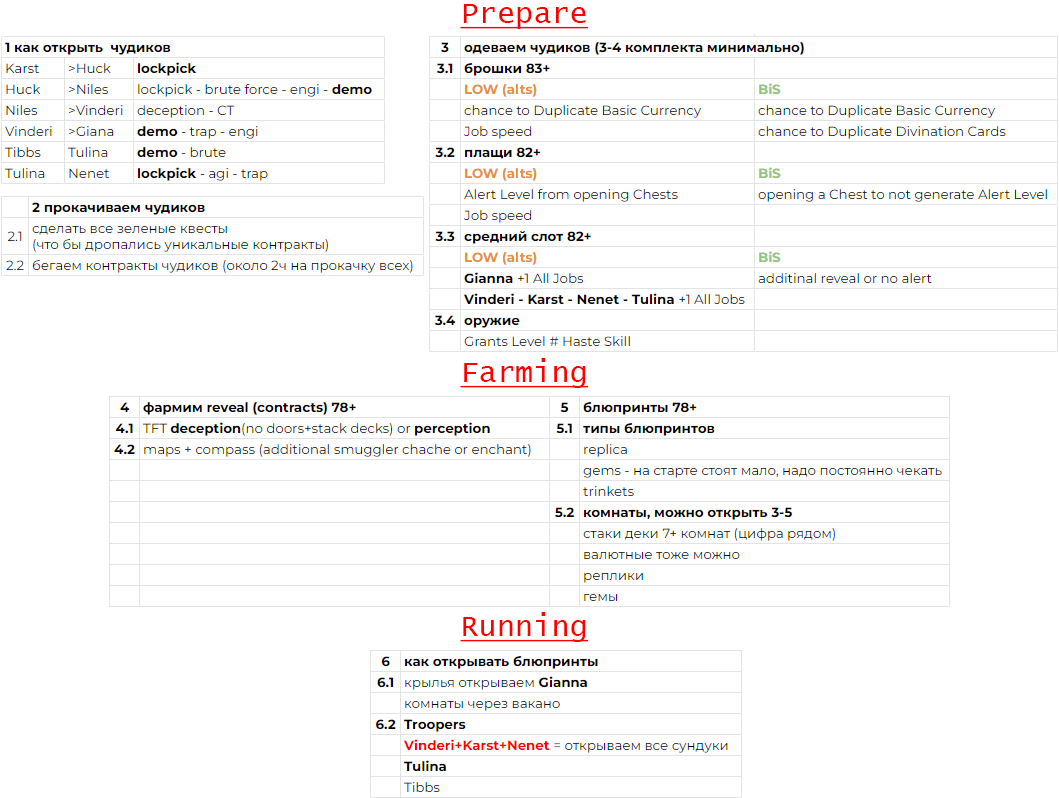 Prepare
1 как открыть чудиков
Karst >Huck lockpick
Huck >Niles lockpick - brute force - engi - demo
Niles >Vinderi deception - CT
Vinderi >Giana demo - trap - engi
Tibbs Tulina demo - brute
Tulina Nenet lockpick - agi - trap
2 прокачиваем чудиков
2.1 сделать все зеленые квесты
(что бы дропались уникальные контракты)
2.2 бегаем контракты чудиков (около 2ч на прокачку всех)
3 одеваем чудиков (3-4 комплекта минимально)
3.1 брошки 83+
LOW (alts) BiS
chance to Duplicate Basic Currency chance to Duplicate Basic Currency
Job speed chance to Duplicate Divination Cards
3.2 плащи 82+
LOW (alts) BiS
Alert Level from opening Chests opening a Chest to not generate Alert Level
Job speed
3.3 средний слот 82+
LOW (alts) BiS
Gianna +1 All Jobs additinal reveal or no alert
Vinderi - Karst - Nenet - Tulina +1 All Jobs
3.4 оружие
Grants Level # Haste Skill
Farming
4 фармим reveal (contracts) 78+
4.1 TFT deception(no doors+stack decks) or perception
4.2 maps + compass (additional smuggler chache or enchant)
5 блюпринты 78+
5.1 типы блюпринтов
replica
gems - на старте стоят мало, надо постоянно чекать
trinkets
5.2 комнаты, можно открыть 3-5
стаки деки 7+ комнат (цифра рядом)
валютные тоже можно
реплики
гемы
Running
6 как открывать блюпринты
6.1 крылья открываем Gianna
комнаты через вакано
6.2 Troopers
Vinderi+Karst+Nenet = открываем все сундуки
Tulina
Tibbs